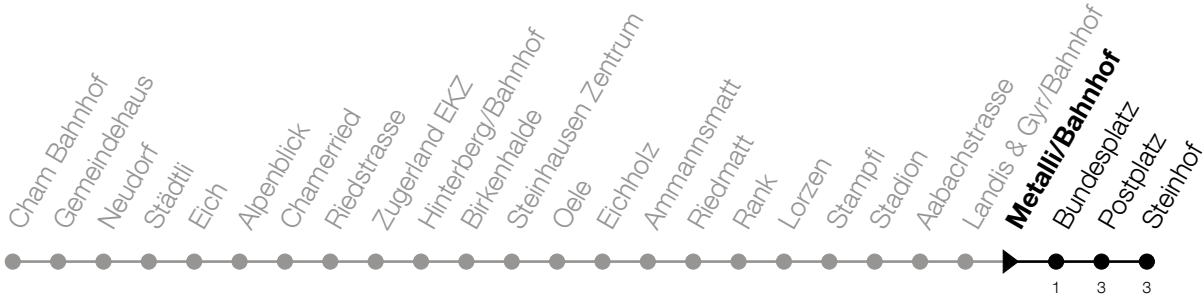 Cham Bahnhof
Gemeindehaus
Neudorf
Städtli
Eich
Alpenblick
Chamerried
Riedstrasse
Zugerland EKZ
Hinterberg/Bahnhof
Birkenhalde
Steinhausen Zentrum
Oele
Eichholz
Ammannsmatt
Riedmatt
Rank
Lorzen
Stampfi
Stadion
Aabachstrasse
Landis & Gyr/Bahnhof
Metalli/Bahnhof
Bundesplatz
Postplatz
Steinhof
1
3
3